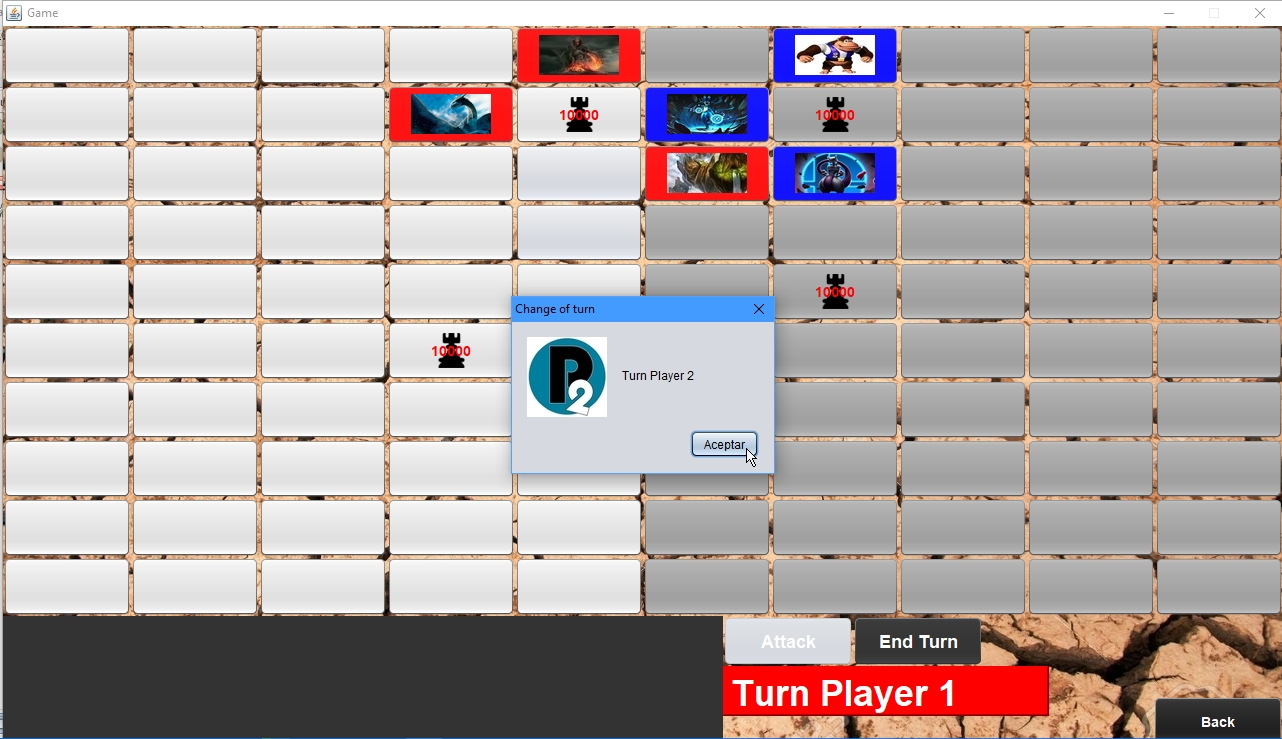 Game
10000
10000
10000
Change of turn
10000
P2
Turn Player 2
Aceptar
Attack
End Turn
Turn Player 1
Back